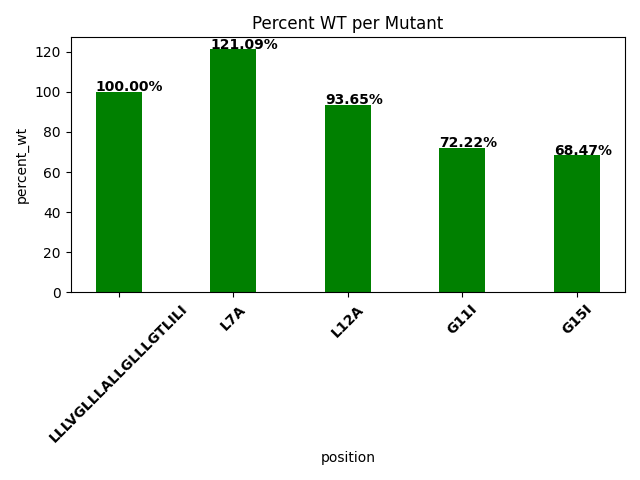 Percent WT per Mutant
percent_wt
120
100
80
60
40
20
0
100.00%
121.09%
93.65%
72.22%
68.47%
LLLVGLLLALLGLLLGTLILI
L7A
L12A
G11I
G15I
position